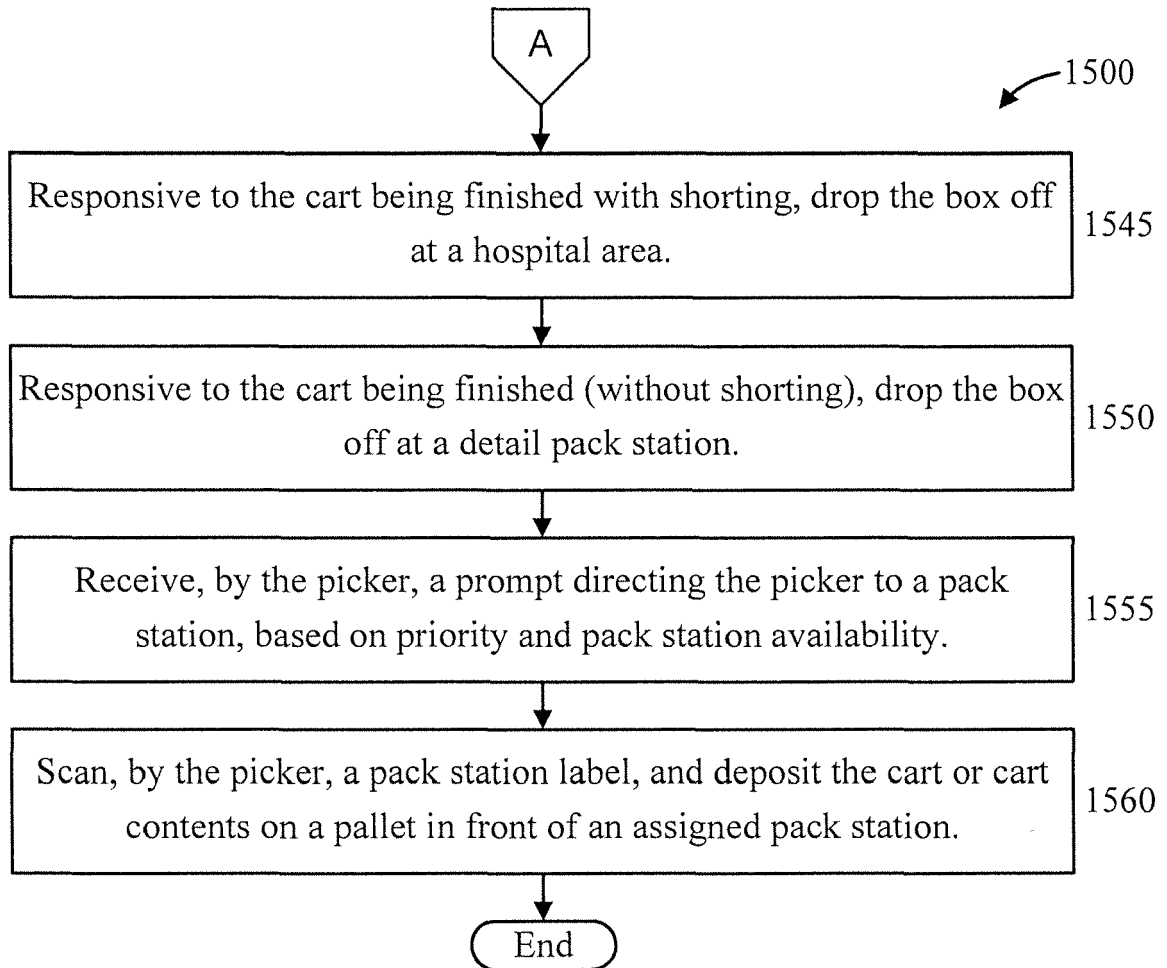 A
1500
Responsive to the cart being finished with shorting, drop the box off
at a hospital area.
1545
Responsive to the cart being finished (without shorting), drop the box
off at a detail pack station.
1550
Receive, by the picker, a prompt directing the picker to a pack
station, based on priority and pack station availability.
1555
Scan, by the picker, a pack station label, and deposit the cart or cart
contents on a pallet in front of an assigned pack station.
1560
End